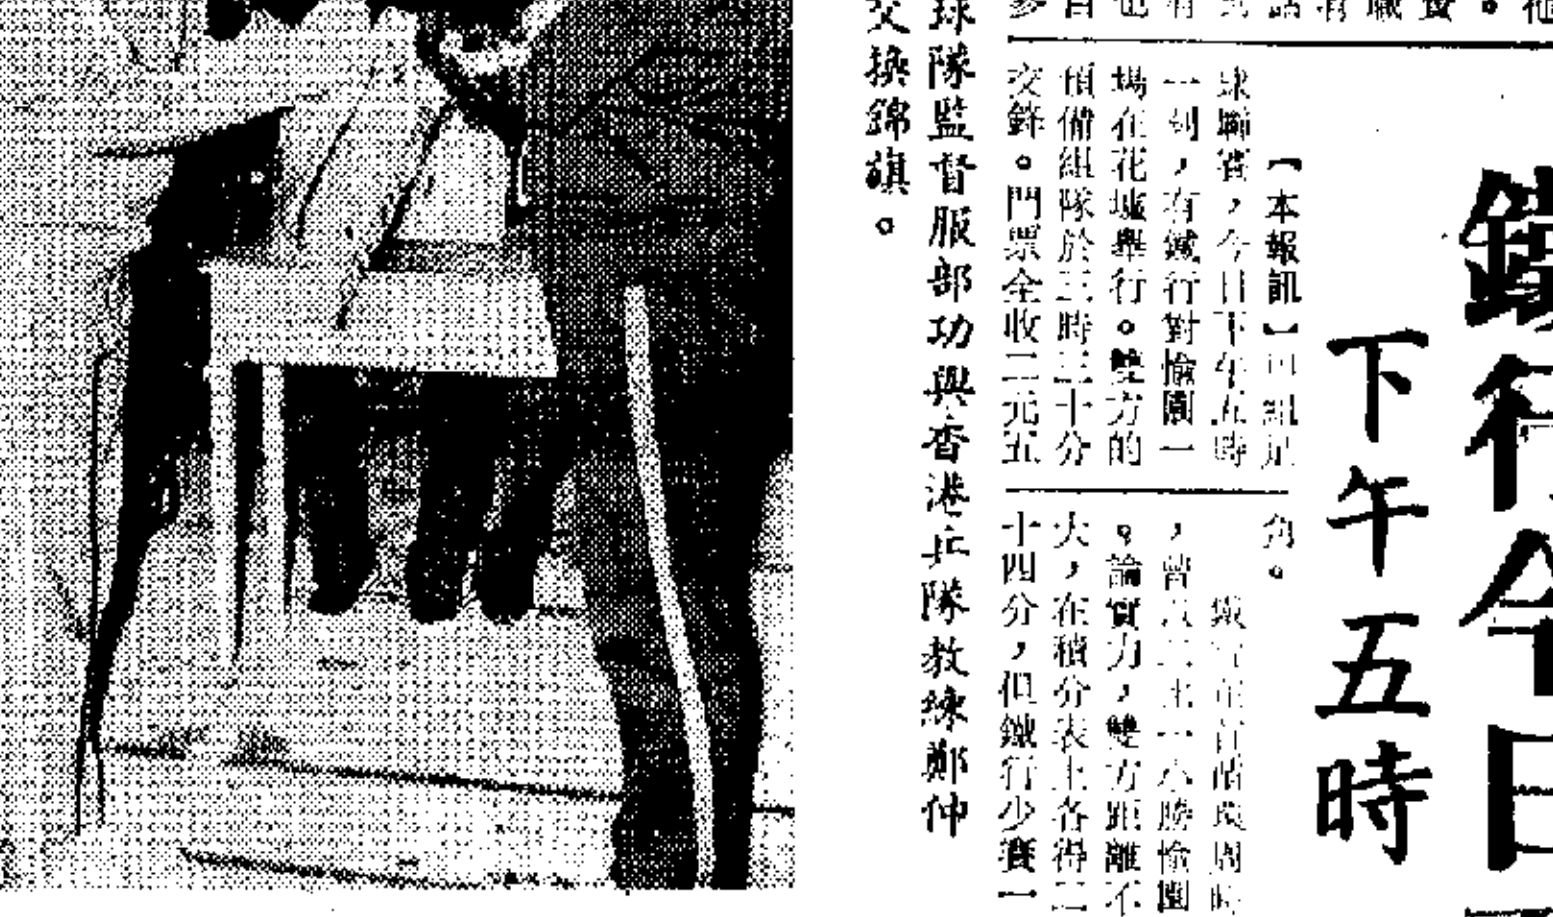 鐵行今日
下午五時
【本報訊】甲組足
球聯賽，今日下午五時
一刻，有鐵行對愉園一
場在花墟舉行。雙方的
預備組隊於三時三十分
交鋒。門票全收二元五
角。
鐵行在首循環周時
，曾以二比一小勝愉園
。論實力，雙方距離不
大，在積分表上各得二
十四分，但鐵行少賽一
球隊監督服部功與香港乒隊教練鄭仲
交換錦旗。